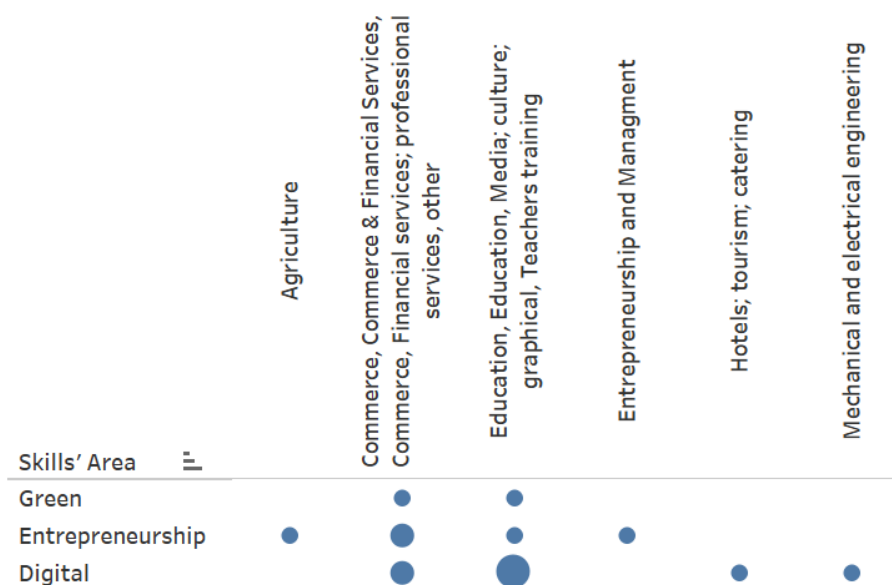 Agriculture
Commerce, Commerce & Financial Services,
Commerce, Financial services; professional
services, other
Education, Education, Media; culture;
graphical, Teachers training
Entrepreneurship and Managment
Hotels; tourism; catering
Mechanical and electrical engineering
Skills’ Area
Green
Entrepreneurship
Digital